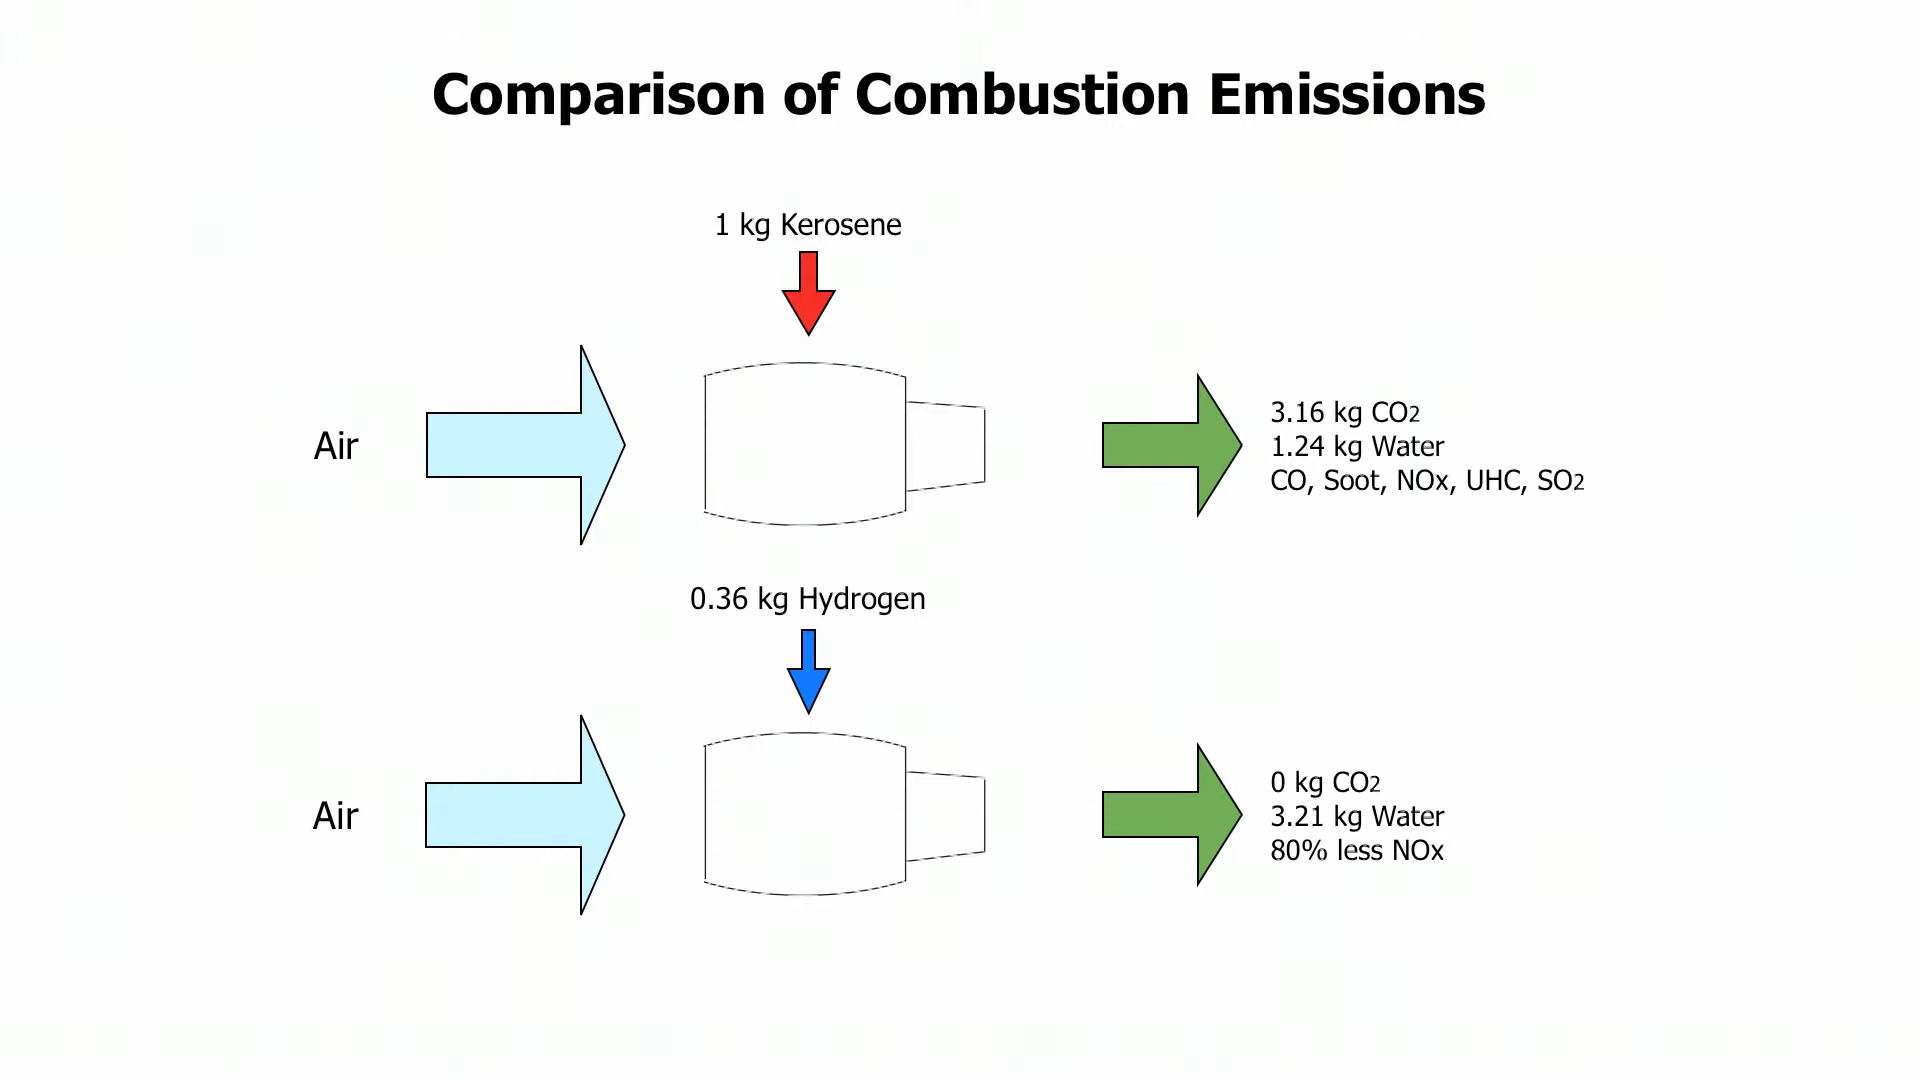 Comparison of Combustion Emissions
1 kg Kerosene
Air
3.16 kg CO2
1.24 kg Water
CO, Soot, NOx, UHC, SO2
0.36 kg Hydrogen
Air
0 kg CO2
3.21 kg Water
80% less NOx